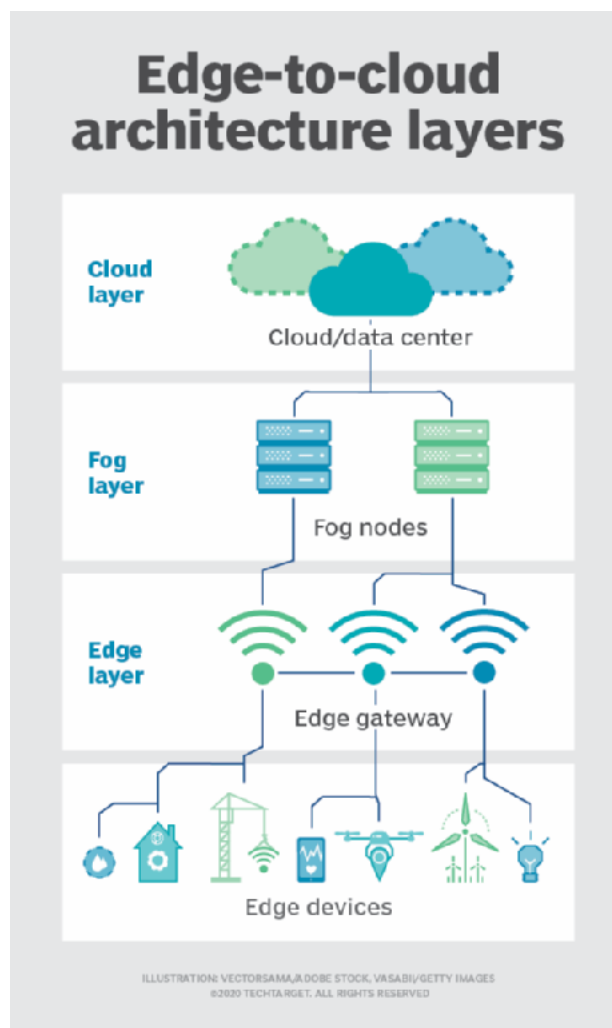 Edge-to-cloud
architecture layers
Cloud
layer
Cloud/data center
Fog
layer
Fog nodes
Edge
layer
Edge gateway
Edge devices
ILLUSTRATION: VECTORSAMA/ADOBE STOCK, VASABII/GETTY IMAGES
©2020 TECHTARGET. ALL RIGHTS RESERVED